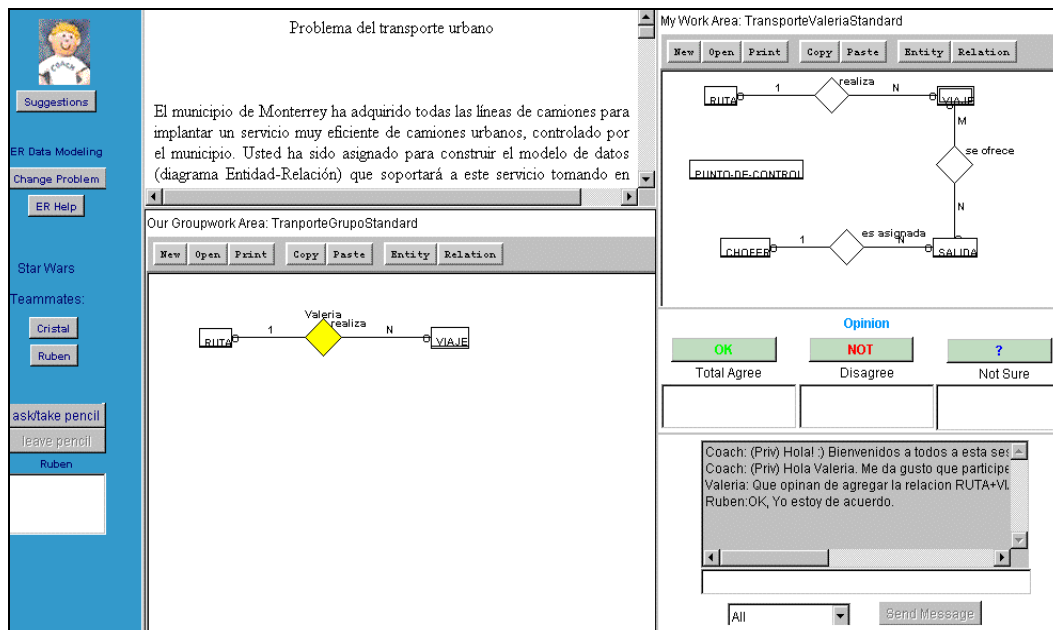 COACH
Suggestions
ER Data Modeling
Change Problem
ER Help
Star Wars
Teammates:
Cristal
Ruben
ask/take pencil
leave pencil
Ruben
Problema del transporte urbano
El municipio de Monterrey ha adquirido todas las líneas de camiones para
implantar un servicio muy eficiente de camiones urbanos, controlado por
el municipio. Usted ha sido asignado para construir el modelo de datos
(diagrama Entidad-Relación) que soportará a este servicio tomando en
Our Groupwork Area: TranporteGrupoStandard
New Open Print Copy Paste Entity Relation
Valeria
realiza
RUTA 1 N VIAJE
My Work Area: TransporteValeriaStandard
New Open Print Copy Paste Entity Relation
realiza
RUTA 1 N VIAJE
M
se ofrece
PUNTO-DE-CONTROL
N
es asignada
CHOFER 1 N SALIDA
Opinion
OK NOT ?
Total Agree Disagree Not Sure
Coach: (Priv) Hola! :) Bienvenidos a todos a esta ses
Coach: (Priv) Hola Valeria. Me da gusto que participe
Valeria: Que opinan de agregar la relacion RUTA+VI
Ruben:OK, Yo estoy de acuerdo.
All Send Message